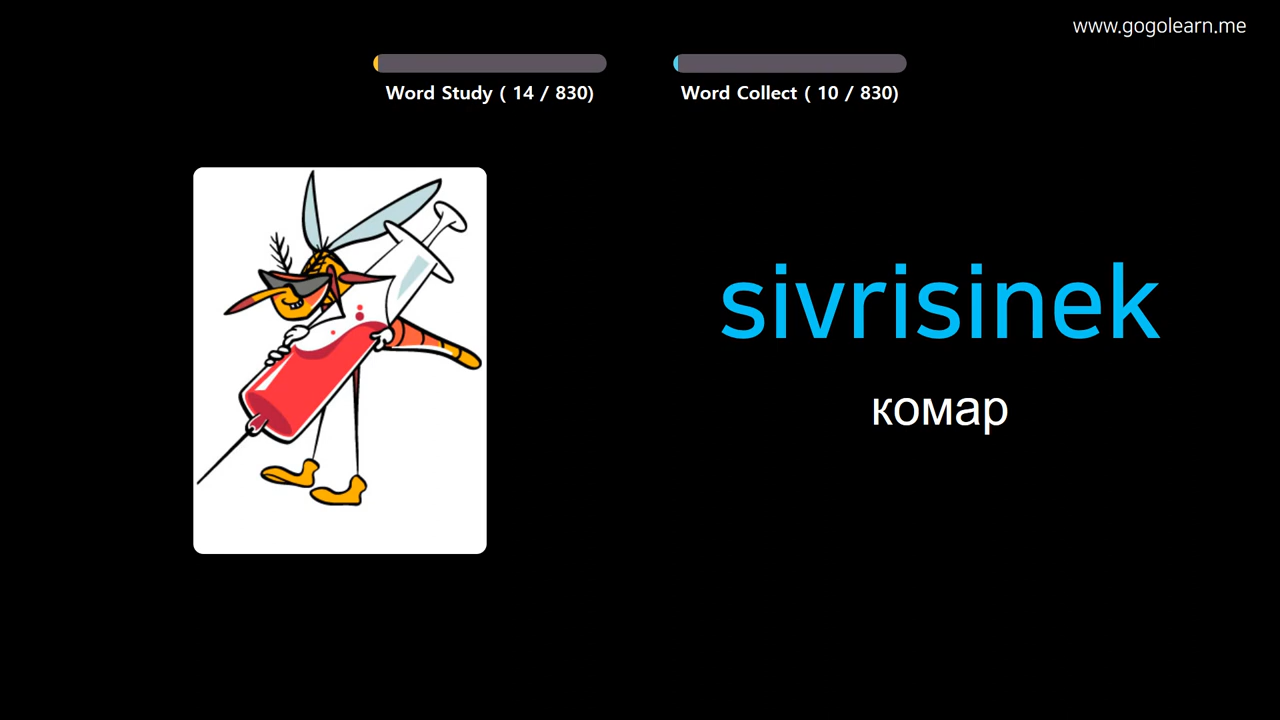 www.gogolearn.me
Word Study ( 14 / 830)
Word Collect ( 10 / 830)
sivrisinek
комар